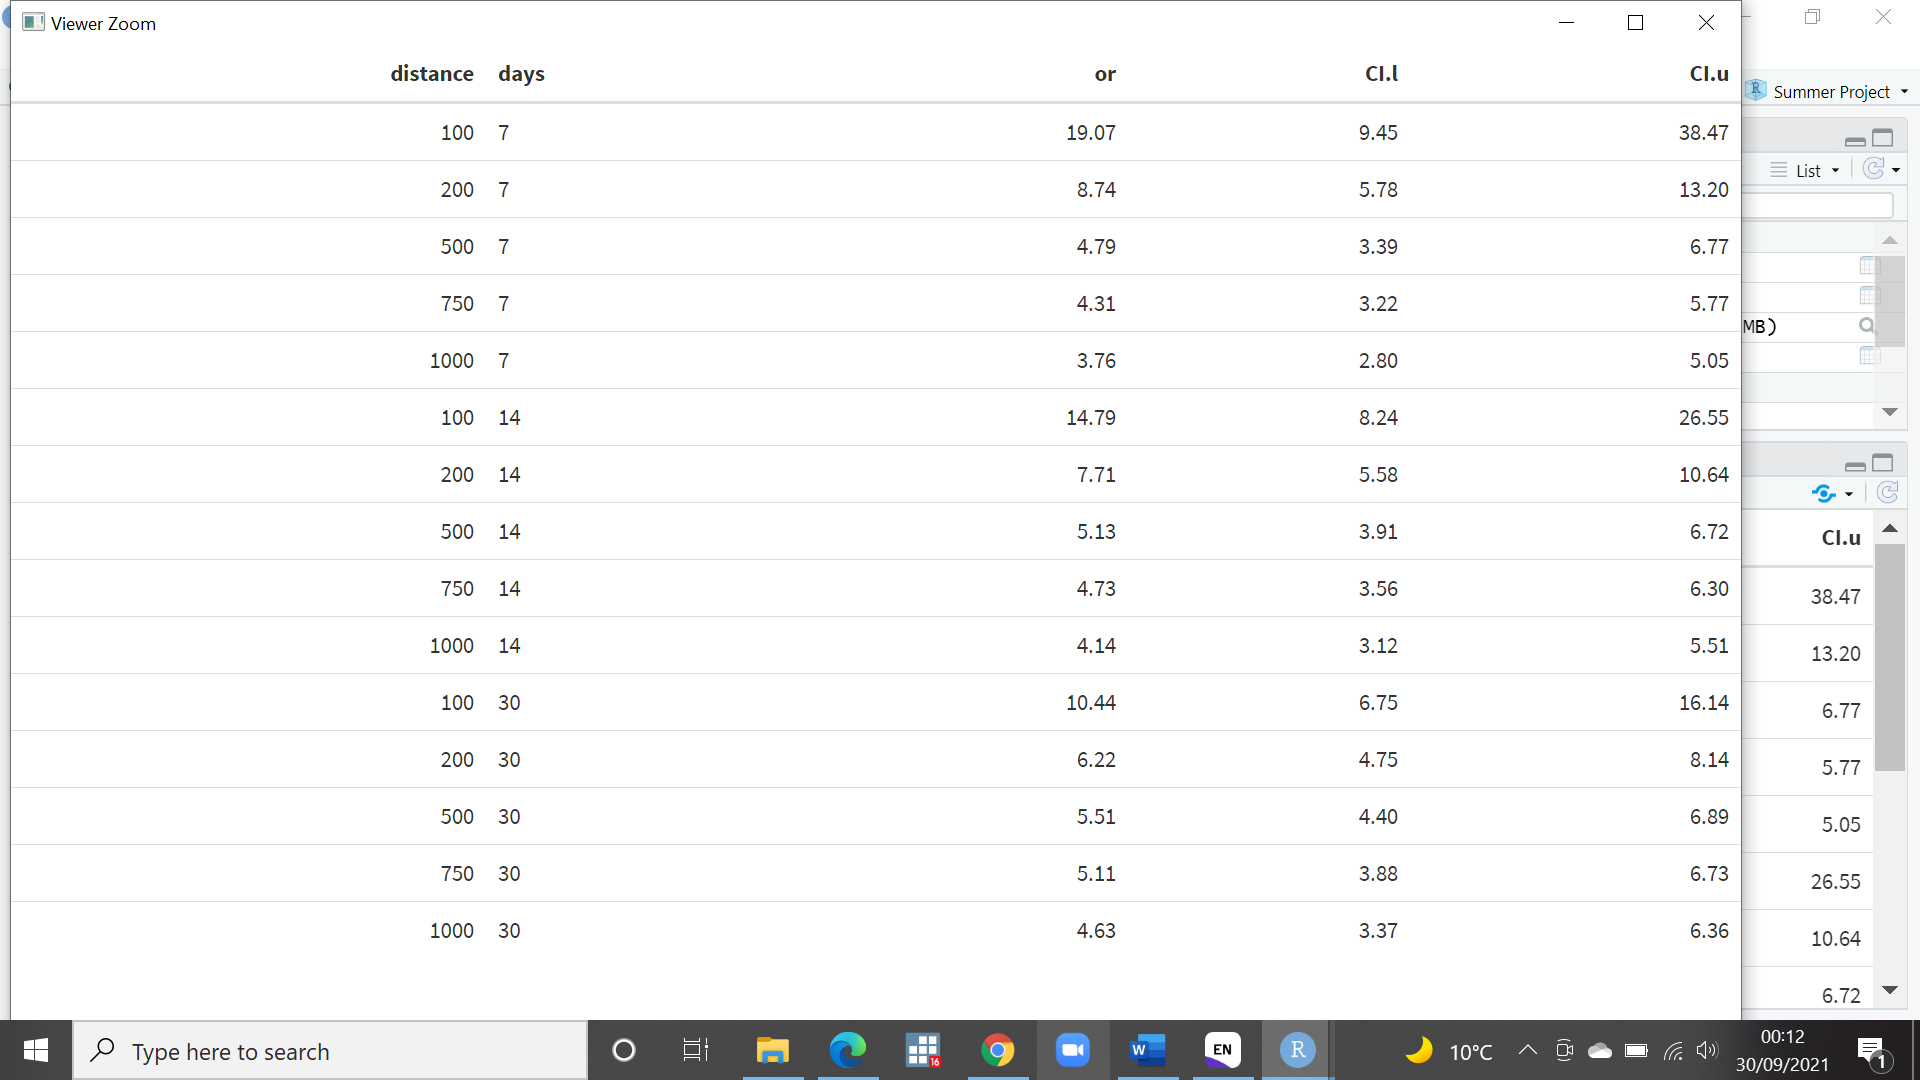 Viewer Zoom
distance days or CI.l CI.u
100 7 19.07 9.45 38.47
200 7 8.74 5.78 13.20
500 7 4.79 3.39 6.77
750 7 4.31 3.22 5.77
1000 7 3.76 2.80 5.05
100 14 14.79 8.24 26.55
200 14 7.71 5.58 10.64
500 14 5.13 3.91 6.72
750 14 4.73 3.56 6.30
1000 14 4.14 3.12 5.51
100 30 10.44 6.75 16.14
200 30 6.22 4.75 8.14
500 30 5.51 4.40 6.89
750 30 5.11 3.88 6.73
1000 30 4.63 3.37 6.36
R Summer Project
List
MB)
CI.u
38.47
13.20
6.77
5.77
5.05
26.55
10.64
6.72
Type here to search
16
W
EN
R
10°C
00:12
30/09/2021
1